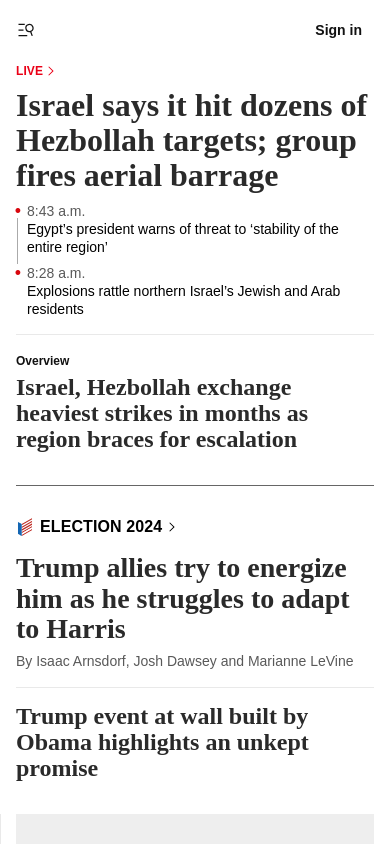 Sign in
LIVE
Israel says it hit dozens of
Hezbollah targets; group
fires aerial barrage
8:43 a.m.
Egypt’s president warns of threat to ‘stability of the
entire region’
8:28 a.m.
Explosions rattle northern Israel’s Jewish and Arab
residents
Overview
Israel, Hezbollah exchange
heaviest strikes in months as
region braces for escalation
ELECTION 2024
Trump allies try to energize
him as he struggles to adapt
to Harris
By Isaac Arnsdorf, Josh Dawsey and Marianne LeVine
Trump event at wall built by
Obama highlights an unkept
promise